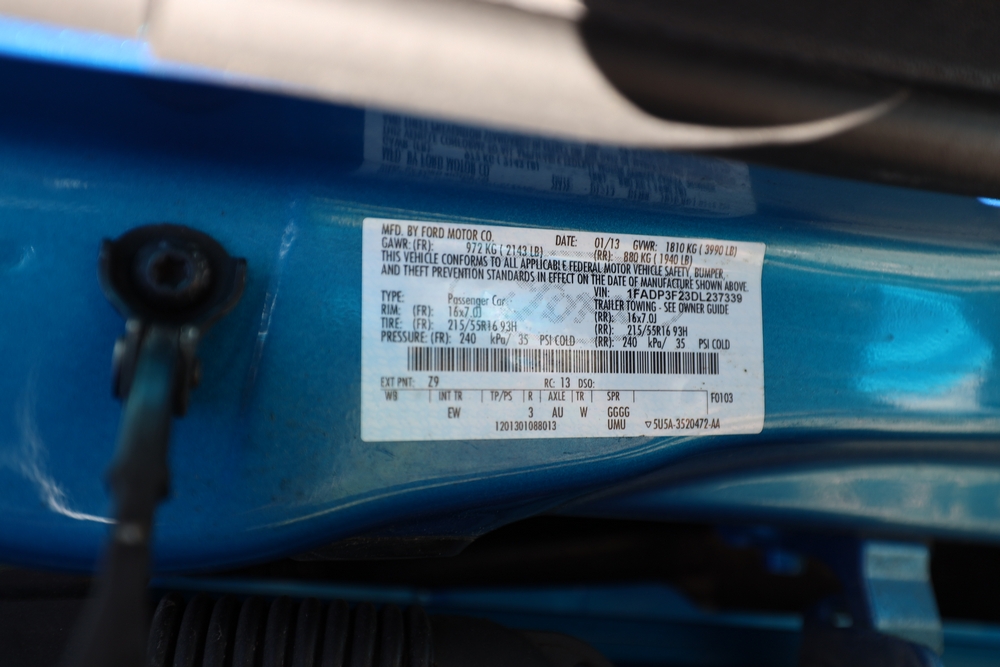 MFD. BY FORD MOTOR CO. DATE: 01/13 GVWR: 1810 KG ( 3990 LB)
GAWR: (FR): 972 KG ( 2143 LB) (RR): 880 KG ( 1940 LB)
THIS VEHICLE CONFORMS TO ALL APPLICABLE FEDERAL MOTOR VEHICLE SAFETY, BUMPER
AND THEFT PREVENTION STANDARDS IN EFFECT ON THE DATE OF MANUFACTURE SHOWN ABOVE.
VIN: 1FADP3F23DL237339
TYPE: Passenger Car TRAILER TOWING - SEE OWNER GUIDE
RIM: (FR): 16x7.0J (RR): 16x7.0J
TIRE: (FR): 215/55R16 93H (RR): 215/55R16 93H
PRESSURE: (FR): 240 kPa/ 35 PSI COLD (RR): 240 kPa/ 35 PSI COLD
EXT PNT: Z9 RC: 13 DSO:
WB INT TR TP/PS R AXLE TR SPR F0103
EW 3 AU W GGGG
1201301088013 UMU ▽5U5A-3520472-AA